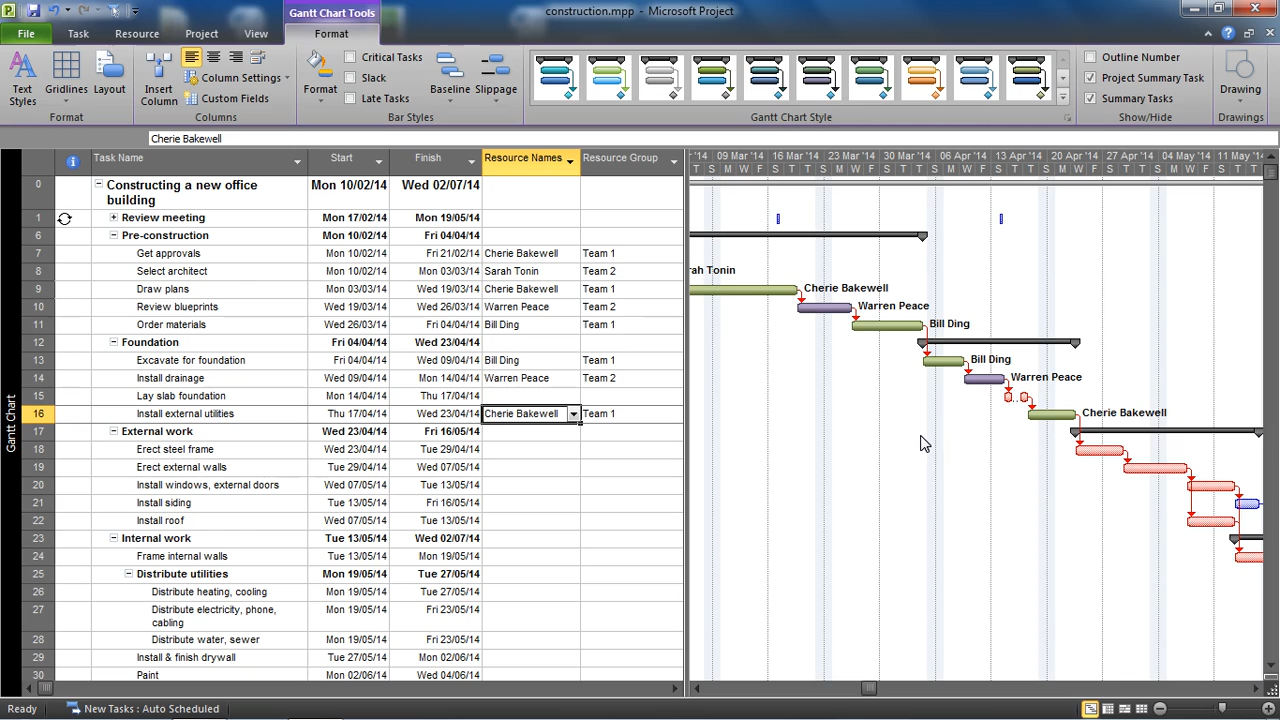 construction.mpp - Microsoft Project
Gantt Chart Tools
File
Task
Resource
Project
View
Format
Text Styles
Gridlines
Layout
Format
Insert Column
Column Settings
Custom Fields
Columns
Critical Tasks
Slack
Late Tasks
Format
Baseline
Slippage
Bar Styles
Gantt Chart Style
Outline Number
Project Summary Task
Summary Tasks
Show/Hide
Drawing
Drawings
Cherie Bakewell
Task Name Start Finish Resource Names Resource Group
'14 09 Mar '14 16 Mar '14 23 Mar '14 30 Mar '14 06 Apr '14 13 Apr '14 20 Apr '14 27 Apr '14 04 May '14 11 May '14
T F S M W T F S M W T F S M W T T
Gantt Chart
0 Constructing a new office building Mon 10/02/14 Wed 02/07/14
1 Review meeting Mon 17/02/14 Mon 19/05/14
6 Pre-construction Mon 10/02/14 Fri 04/04/14
7 Get approvals Mon 10/02/14 Fri 21/02/14 Cherie Bakewell Team 1
8 Select architect Mon 10/02/14 Mon 03/03/14 Sarah Tonin Team 2
rah Tonin
9 Draw plans Mon 03/03/14 Wed 19/03/14 Cherie Bakewell Team 1
Cherie Bakewell
10 Review blueprints Wed 19/03/14 Wed 26/03/14 Warren Peace Team 2
Warren Peace
11 Order materials Wed 26/03/14 Fri 04/04/14 Bill Ding Team 1
Bill Ding
12 Foundation Fri 04/04/14 Wed 23/04/14
13 Excavate for foundation Fri 04/04/14 Wed 09/04/14 Bill Ding Team 1
Bill Ding
14 Install drainage Wed 09/04/14 Mon 14/04/14 Warren Peace Team 2
Warren Peace
15 Lay slab foundation Mon 14/04/14 Thu 17/04/14
16 Install external utilities Thu 17/04/14 Wed 23/04/14 Cherie Bakewell Team 1
Cherie Bakewell
17 External work Wed 23/04/14 Fri 16/05/14
18 Erect steel frame Wed 23/04/14 Tue 29/04/14
19 Erect external walls Tue 29/04/14 Wed 07/05/14
20 Install windows, external doors Wed 07/05/14 Tue 13/05/14
21 Install siding Tue 13/05/14 Fri 16/05/14
22 Install roof Wed 07/05/14 Tue 13/05/14
23 Internal work Tue 13/05/14 Wed 02/07/14
24 Frame internal walls Tue 13/05/14 Mon 19/05/14
25 Distribute utilities Mon 19/05/14 Tue 27/05/14
26 Distribute heating, cooling Mon 19/05/14 Tue 27/05/14
27 Distribute electricity, phone, cabling Mon 19/05/14 Fri 23/05/14
28 Distribute water, sewer Mon 19/05/14 Fri 23/05/14
29 Install & finish drywall Tue 27/05/14 Mon 02/06/14
30 Paint Mon 02/06/14 Wed 04/06/14
Ready
New Tasks : Auto Scheduled